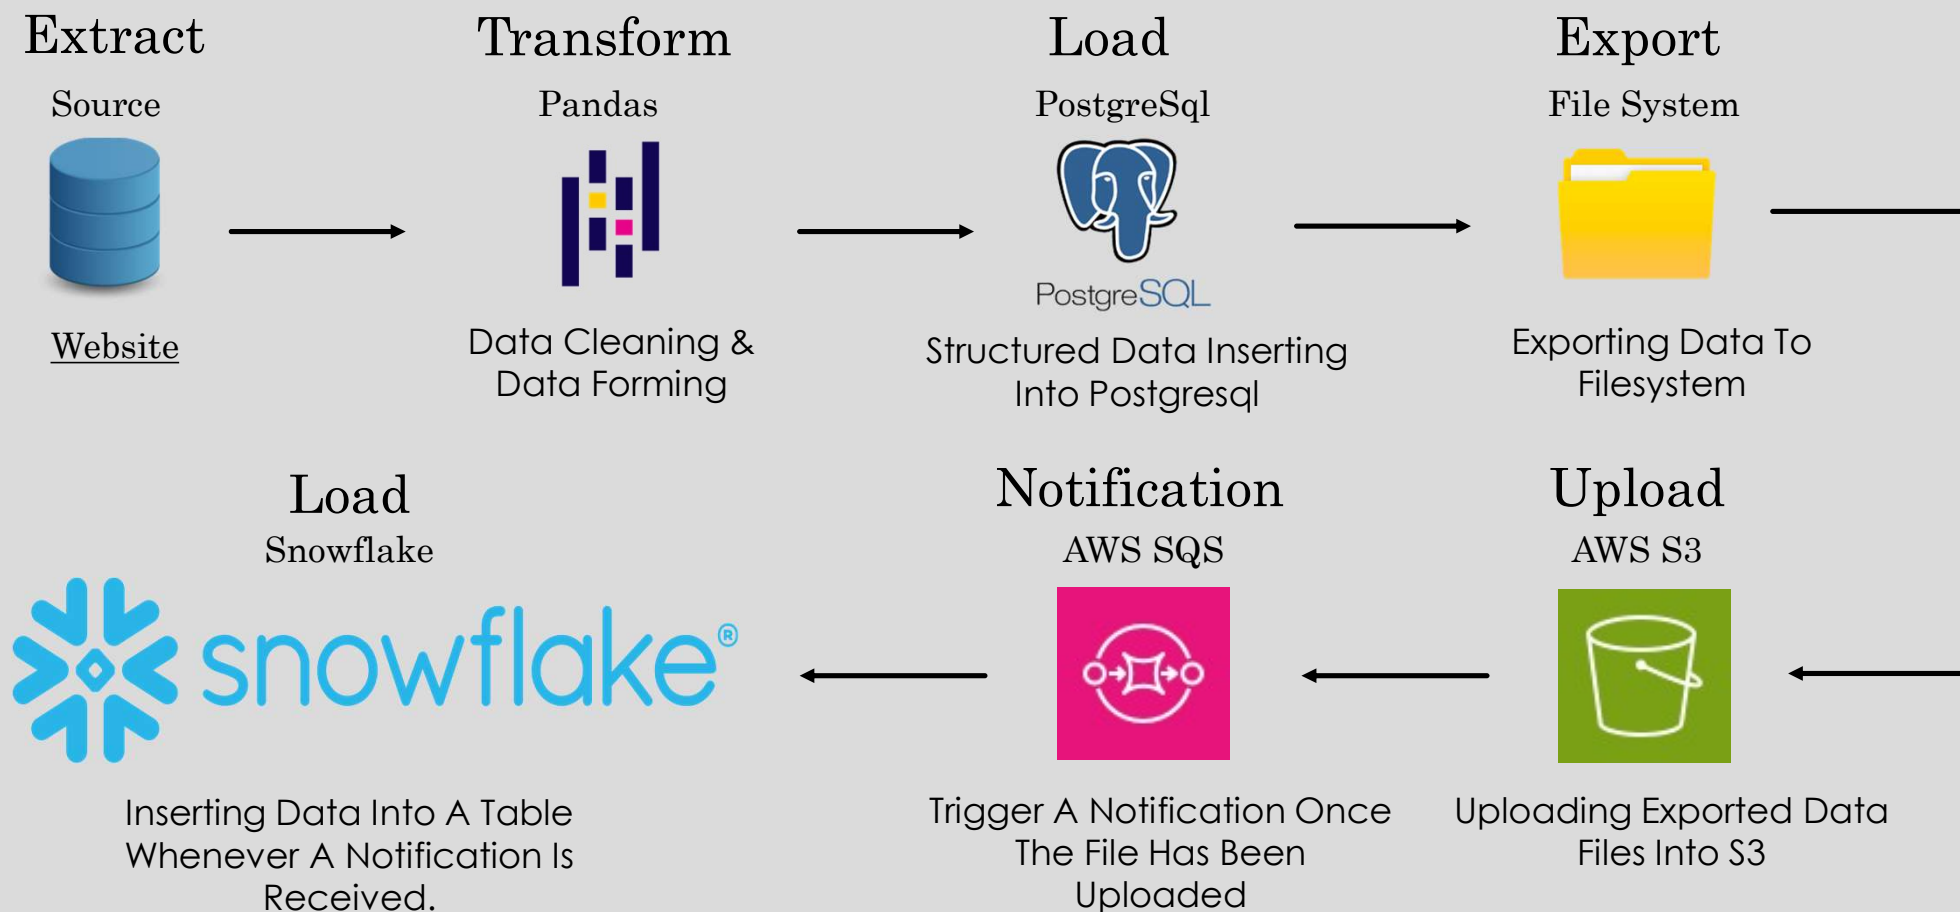 Extract
Source
Website
Transform
Pandas
Data Cleaning &
Data Forming
Load
PostgreSql
PostgreSQL
Structured Data Inserting
Into Postgresql
Export
File System
Exporting Data To
Filesystem
Upload
AWS S3
Uploading Exported Data
Files Into S3
Notification
AWS SQS
Trigger A Notification Once
The File Has Been
Uploaded
Load
Snowflake
snowflake®
Inserting Data Into A Table
Whenever A Notification Is
Received.